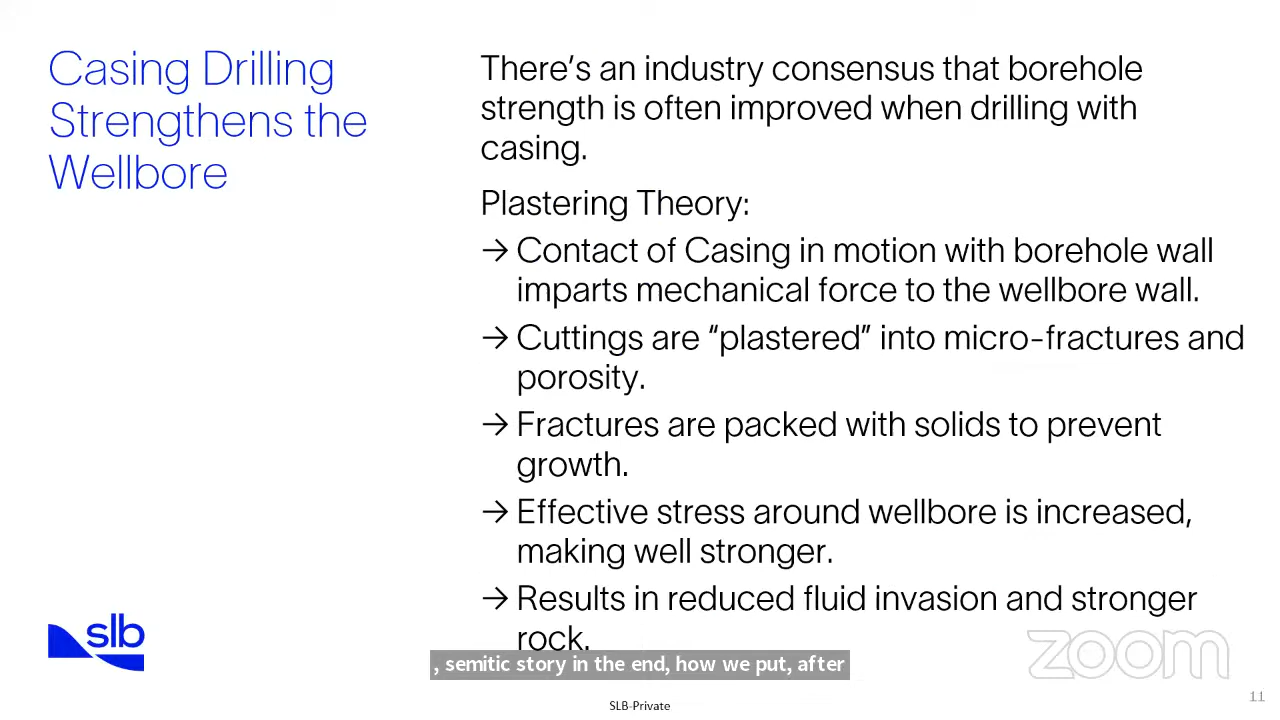 Casing Drilling
Strengthens the
Wellbore
There’s an industry consensus that borehole
strength is often improved when drilling with
casing.
Plastering Theory:
→ Contact of Casing in motion with borehole wall
imparts mechanical force to the wellbore wall.
→ Cuttings are “plastered” into micro-fractures and
porosity.
→ Fractures are packed with solids to prevent
growth.
→ Effective stress around wellbore is increased,
making well stronger.
→ Results in reduced fluid invasion and stronger
rock.
slb
zoom
, semitic story in the end, how we put, after
SLB-Private
11